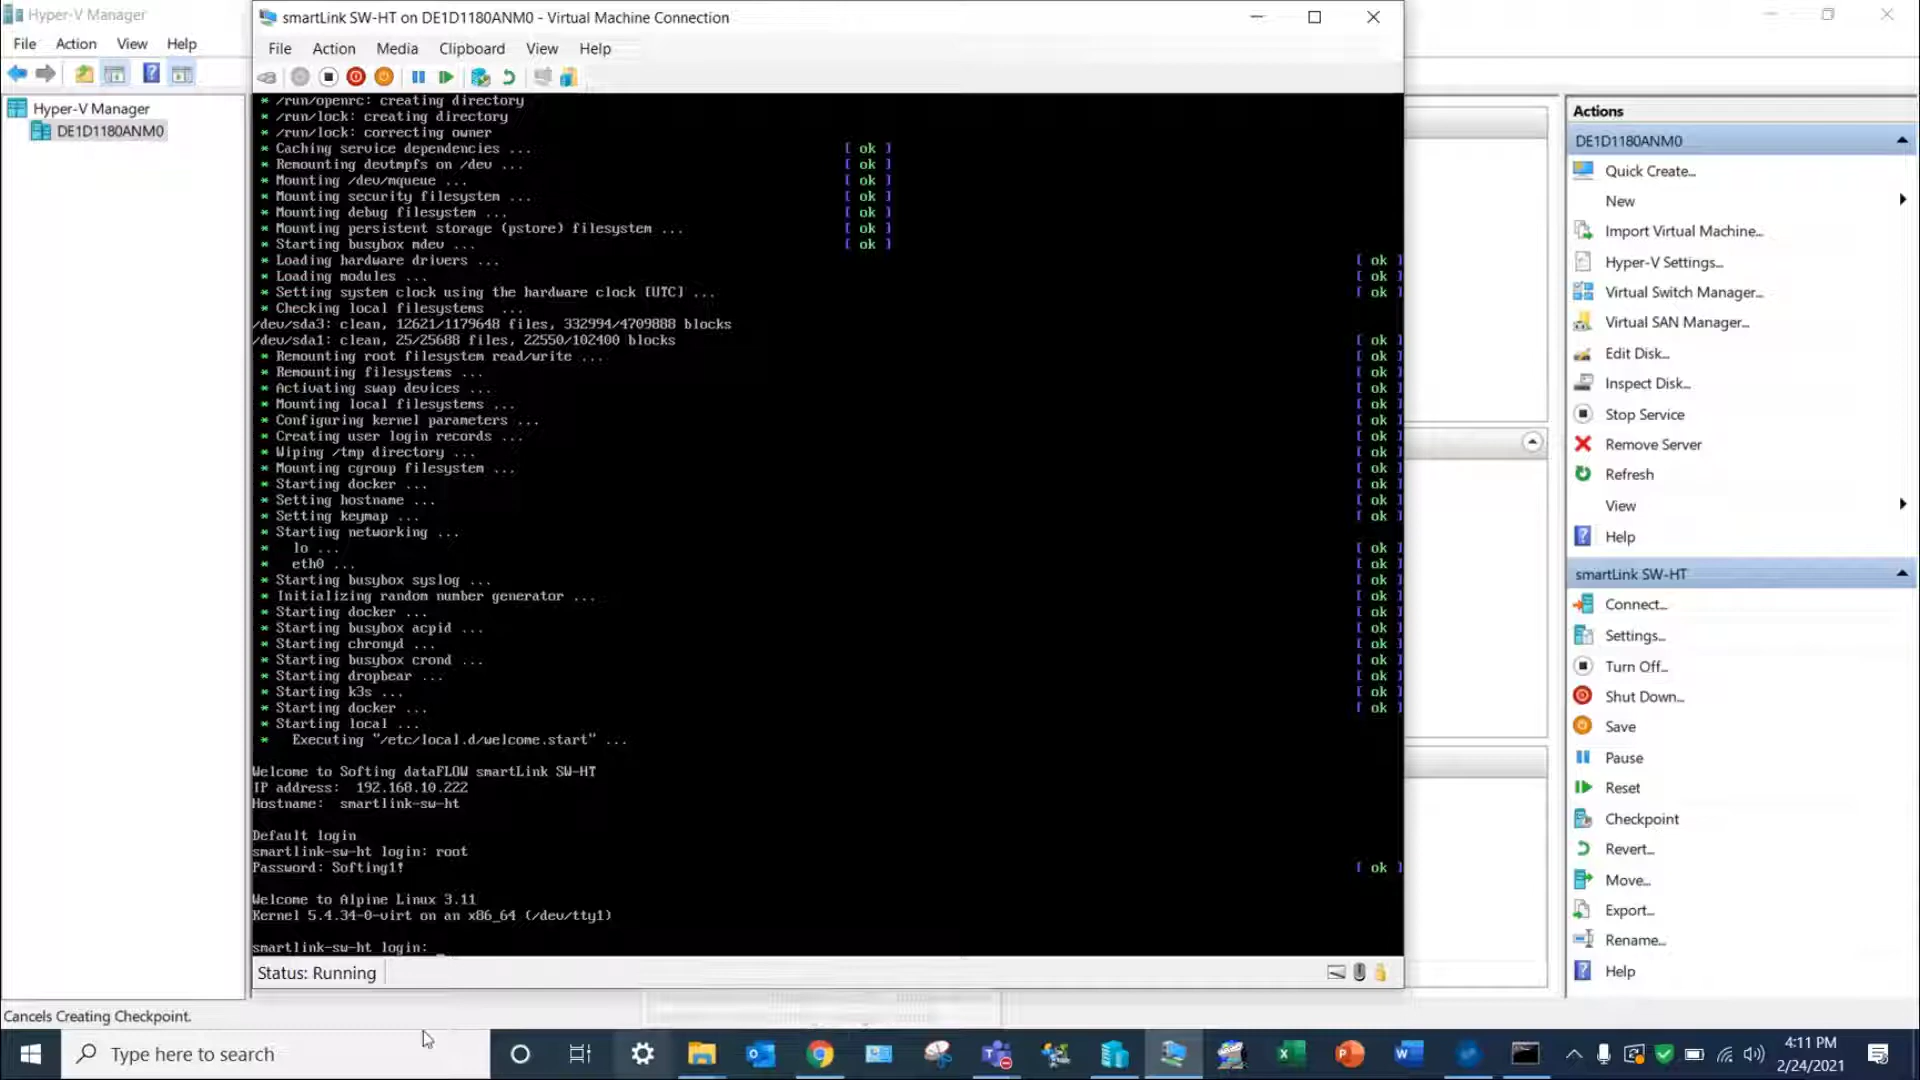 Hyper-V Manager
File Action View Help
Hyper-V Manager
DE1D1180ANM0
smartLink SW-HT on DE1D1180ANM0 - Virtual Machine Connection
File Action Media Clipboard View Help
* /run/openrc: creating directory
* /run/lock: creating directory
* /run/lock: correcting owner
* Caching service dependencies ... [ ok ]
* Remounting devtmpfs on /dev ... [ ok ]
* Mounting /dev/mqueue ... [ ok ]
* Mounting security filesystem ... [ ok ]
* Mounting debug filesystem ... [ ok ]
* Mounting persistent storage (pstore) filesystem ... [ ok ]
* Starting busybox mdev ... [ ok ]
* Loading hardware drivers ... [ ok ]
* Loading modules ... [ ok ]
* Setting system clock using the hardware clock [UTC] ... [ ok ]
* Checking local filesystems ...
/dev/sda3: clean, 12621/1179648 files, 332994/4709888 blocks
/dev/sda1: clean, 25/25688 files, 22550/102400 blocks [ ok ]
* Remounting root filesystem read/write ... [ ok ]
* Remounting filesystems ... [ ok ]
* Activating swap devices ... [ ok ]
* Mounting local filesystems ... [ ok ]
* Configuring kernel parameters ... [ ok ]
* Creating user login records ... [ ok ]
* Wiping /tmp directory ... [ ok ]
* Mounting cgroup filesystem ... [ ok ]
* Starting docker ... [ ok ]
* Setting hostname ... [ ok ]
* Setting keymap ... [ ok ]
* Starting networking ...
* lo ... [ ok ]
* eth0 ... [ ok ]
* Starting busybox syslog ... [ ok ]
* Initializing random number generator ... [ ok ]
* Starting docker ... [ ok ]
* Starting busybox acpid ... [ ok ]
* Starting chronyd ... [ ok ]
* Starting busybox crond ... [ ok ]
* Starting dropbear ... [ ok ]
* Starting k3s ... [ ok ]
* Starting docker ... [ ok ]
* Starting local ...
* Executing "/etc/local.d/welcome.start" ...
Welcome to Softing dataFLOW smartLink SW-HT
IP address: 192.168.10.222
Hostname: smartlink-sw-ht
Default login
smartlink-sw-ht login: root
Password: Softing1! [ ok ]
Welcome to Alpine Linux 3.11
Kernel 5.4.34-0-virt on an x86_64 (/dev/tty1)
smartlink-sw-ht login: _
Status: Running
Actions
DE1D1180ANM0
Quick Create...
New
Import Virtual Machine...
Hyper-V Settings...
Virtual Switch Manager...
Virtual SAN Manager...
Edit Disk...
Inspect Disk...
Stop Service
Remove Server
Refresh
View
Help
smartLink SW-HT
Connect...
Settings...
Turn Off...
Shut Down...
Save
Pause
Reset
Checkpoint
Revert...
Move...
Export...
Rename...
Help
Cancels Creating Checkpoint.
Type here to search
4:11 PM
2/24/2021